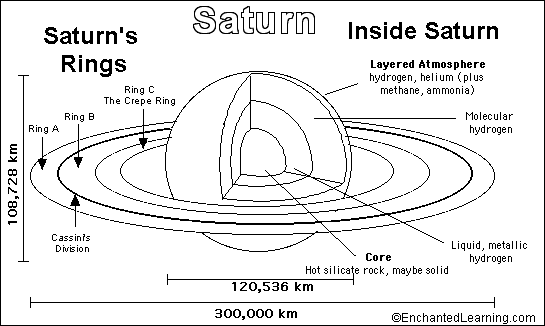 Saturn
Saturn's
Rings
Inside Saturn
Layered Atmosphere
hydrogen, helium (plus
methane, ammonia)
Ring C
The Crepe Ring
Ring B
Ring A
Molecular
hydrogen
108,728 km
Cassini's
Division
Liquid, metallic
hydrogen
Core
Hot silicate rock, maybe solid
120,536 km
300,000 km
©EnchantedLearning.com